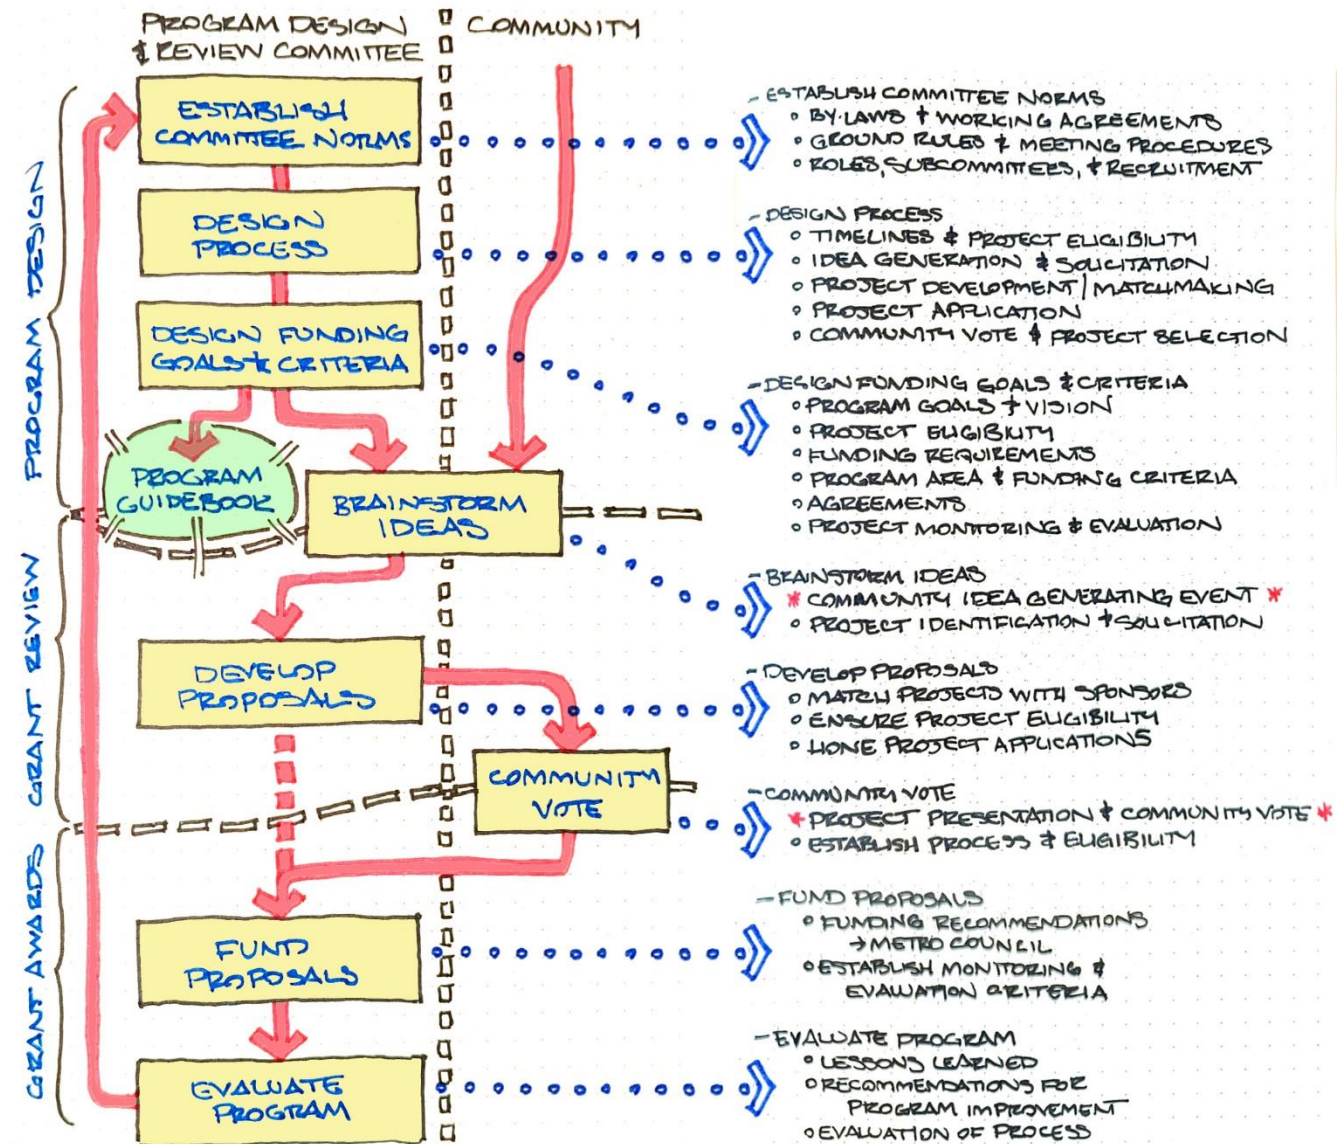 PROGRAM DESIGN
& REVIEW COMMITTEE
COMMUNITY
PROGRAM DESIGN
GRANT REVIEW
GRANT AWARDS
ESTABLISH
COMMITTEE NORMS
DESIGN
PROCESS
DESIGN FUNDING
GOALS & CRITERIA
PROGRAM
GUIDEBOOK
BRAINSTORM
IDEAS
DEVELOP
PROPOSALS
COMMUNITY
VOTE
FUND
PROPOSALS
EVALUATE
PROGRAM
- ESTABLISH COMMITTEE NORMS
• BY-LAWS & WORKING AGREEMENTS
• GROUND RULES & MEETING PROCEDURES
• ROLES, SUBCOMMITTEES, & RECRUITMENT
- DESIGN PROCESS
• TIMELINES & PROJECT ELIGIBILITY
• IDEA GENERATION & SOLICITATION
• PROJECT DEVELOPMENT / MATCHMAKING
• PROJECT APPLICATION
• COMMUNITY VOTE & PROJECT SELECTION
- DESIGN FUNDING GOALS & CRITERIA
• PROGRAM GOALS & VISION
• PROJECT ELIGIBILITY
• FUNDING REQUIREMENTS
• PROGRAM AREA & FUNDING CRITERIA
• AGREEMENTS
• PROJECT MONITORING & EVALUATION
- BRAINSTORM IDEAS
* COMMUNITY IDEA GENERATING EVENT *
• PROJECT IDENTIFICATION & SOLICITATION
- DEVELOP PROPOSALS
• MATCH PROJECTS WITH SPONSORS
• ENSURE PROJECT ELIGIBILITY
• HONE PROJECT APPLICATIONS
- COMMUNITY VOTE
* PROJECT PRESENTATION & COMMUNITY VOTE *
• ESTABLISH PROCESS & ELIGIBILITY
- FUND PROPOSALS
• FUNDING RECOMMENDATIONS
→ METRO COUNCIL
• ESTABLISH MONITORING &
EVALUATION CRITERIA
- EVALUATE PROGRAM
• LESSONS LEARNED
• RECOMMENDATIONS FOR
PROGRAM IMPROVEMENT
• EVALUATION OF PROCESS